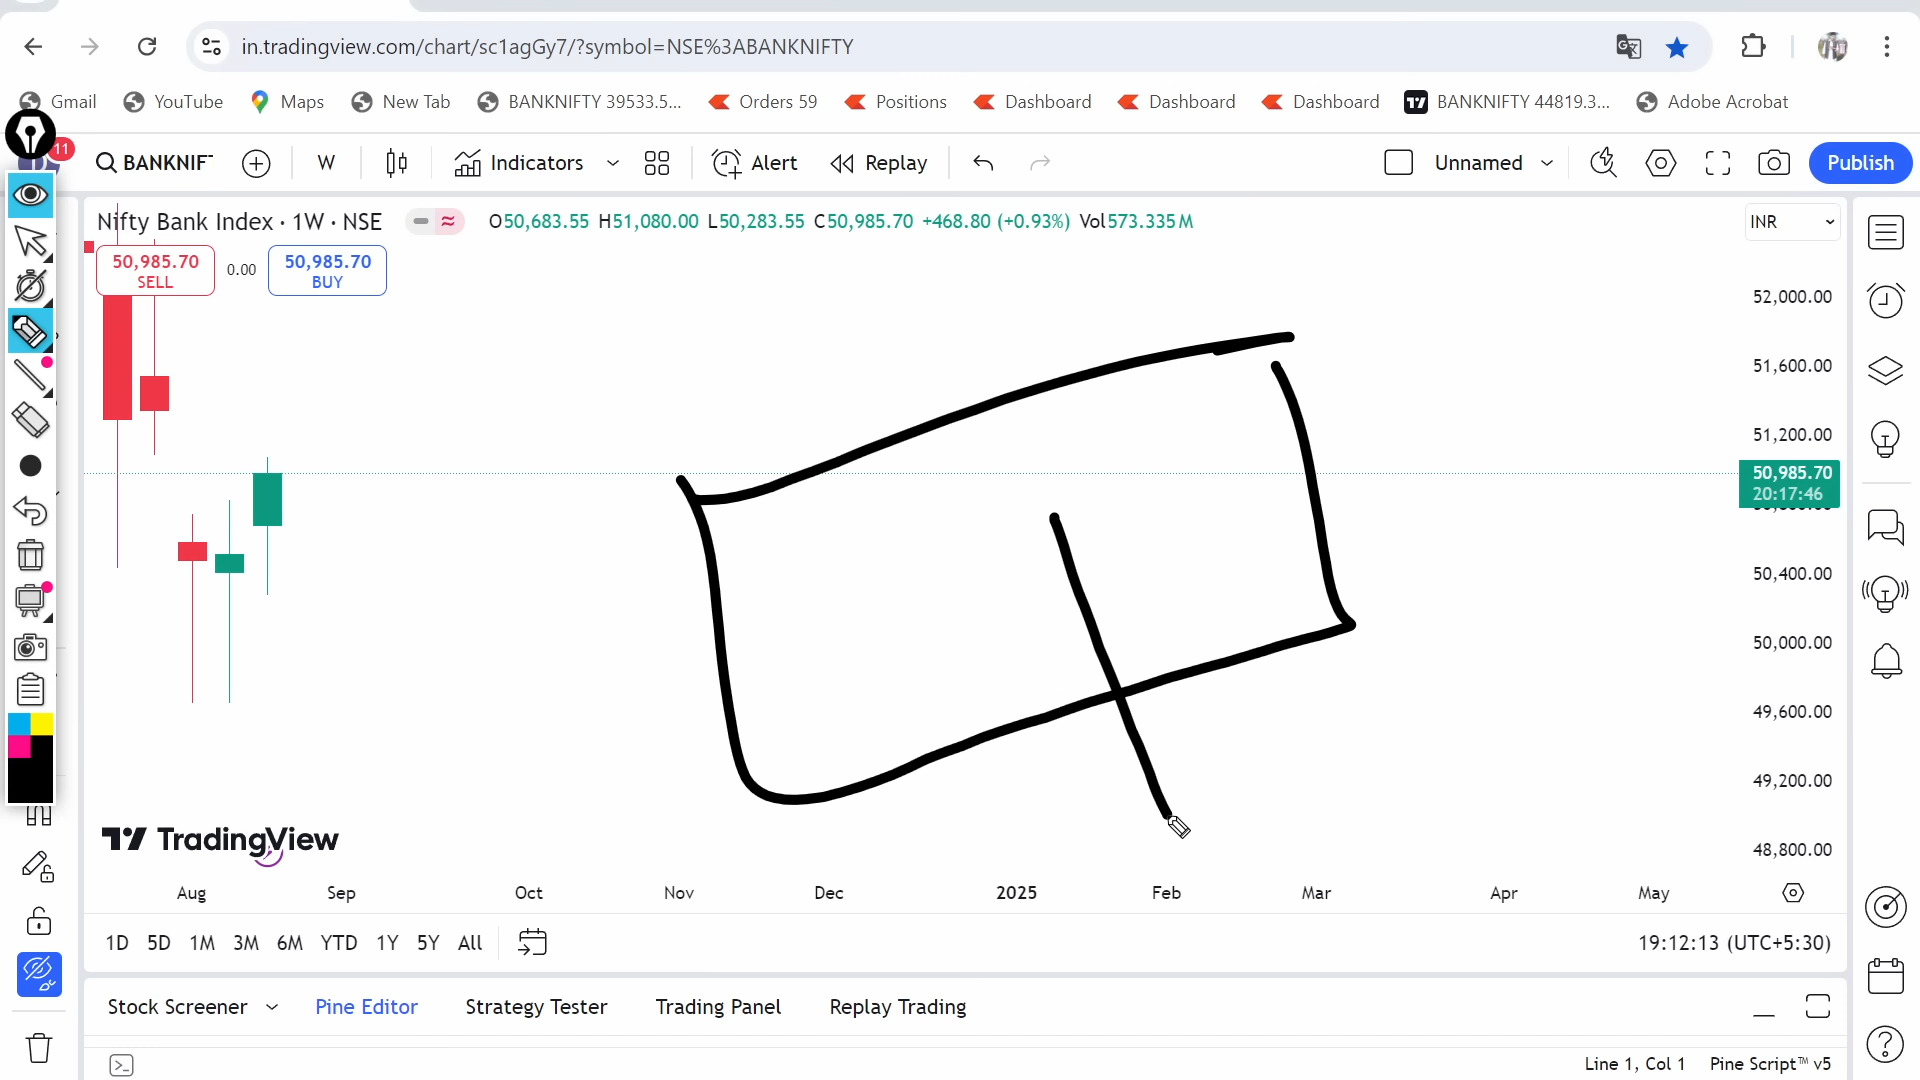 in.tradingview.com/chart/sc1agGy7/?symbol=NSE%3ABANKNIFTY
Gmail YouTube Maps New Tab BANKNIFTY 39533.5... Orders 59 Positions Dashboard Dashboard Dashboard BANKNIFTY 44819.3... Adobe Acrobat
11 BANKNIF W Indicators Alert Replay Unnamed Publish
Nifty Bank Index · 1W · NSE O50,683.55 H51,080.00 L50,283.55 C50,985.70 +468.80 (+0.93%) Vol573.335 M INR
50,985.70 SELL 0.00 50,985.70 BUY
52,000.00
51,600.00
51,200.00
50,985.70
20:17:46
50,400.00
50,000.00
49,600.00
49,200.00
48,800.00
TradingView
Aug Sep Oct Nov Dec 2025 Feb Mar Apr May
1D 5D 1M 3M 6M YTD 1Y 5Y All 19:12:13 (UTC+5:30)
Stock Screener Pine Editor Strategy Tester Trading Panel Replay Trading
Line 1, Col 1 Pine Script™ v5